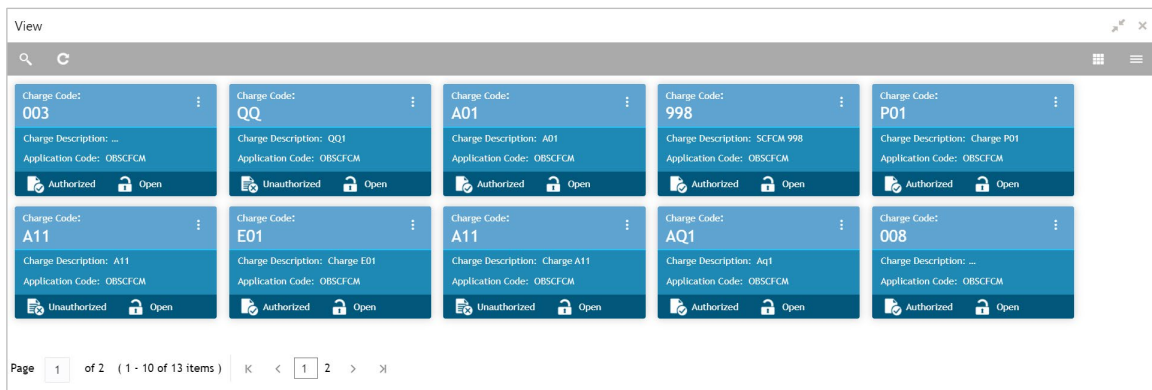 View
Charge Code:
003
Charge Description: ...
Application Code: OBSCFCM
Authorized Open
Charge Code:
QQ
Charge Description: QQ1
Application Code: OBSCFCM
Unauthorized Open
Charge Code:
A01
Charge Description: A01
Application Code: OBSCFCM
Authorized Open
Charge Code:
998
Charge Description: SCFCM 998
Application Code: OBSCFCM
Authorized Open
Charge Code:
P01
Charge Description: Charge P01
Application Code: OBSCFCM
Authorized Open
Charge Code:
A11
Charge Description: A11
Application Code: OBSCFCM
Unauthorized Open
Charge Code:
E01
Charge Description: Charge E01
Application Code: OBSCFCM
Authorized Open
Charge Code:
A11
Charge Description: Charge A11
Application Code: OBSCFCM
Unauthorized Open
Charge Code:
AQ1
Charge Description: Aq1
Application Code: OBSCFCM
Authorized Open
Charge Code:
008
Charge Description: ...
Application Code: OBSCFCM
Authorized Open
Page 1 of 2 ( 1 - 10 of 13 items ) 1 2